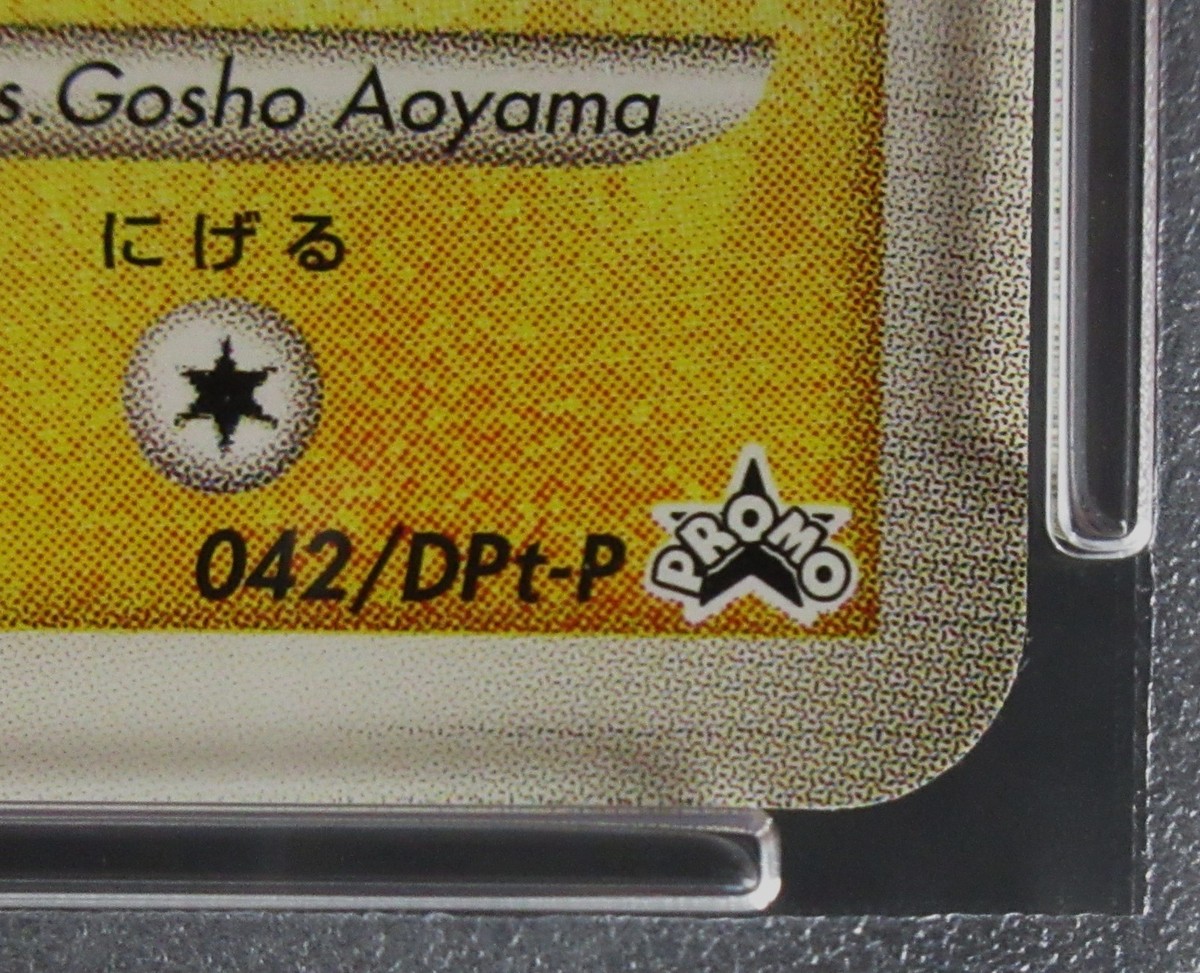 s. Gosho Aoyama
にげる
042/DPt-P PROMO